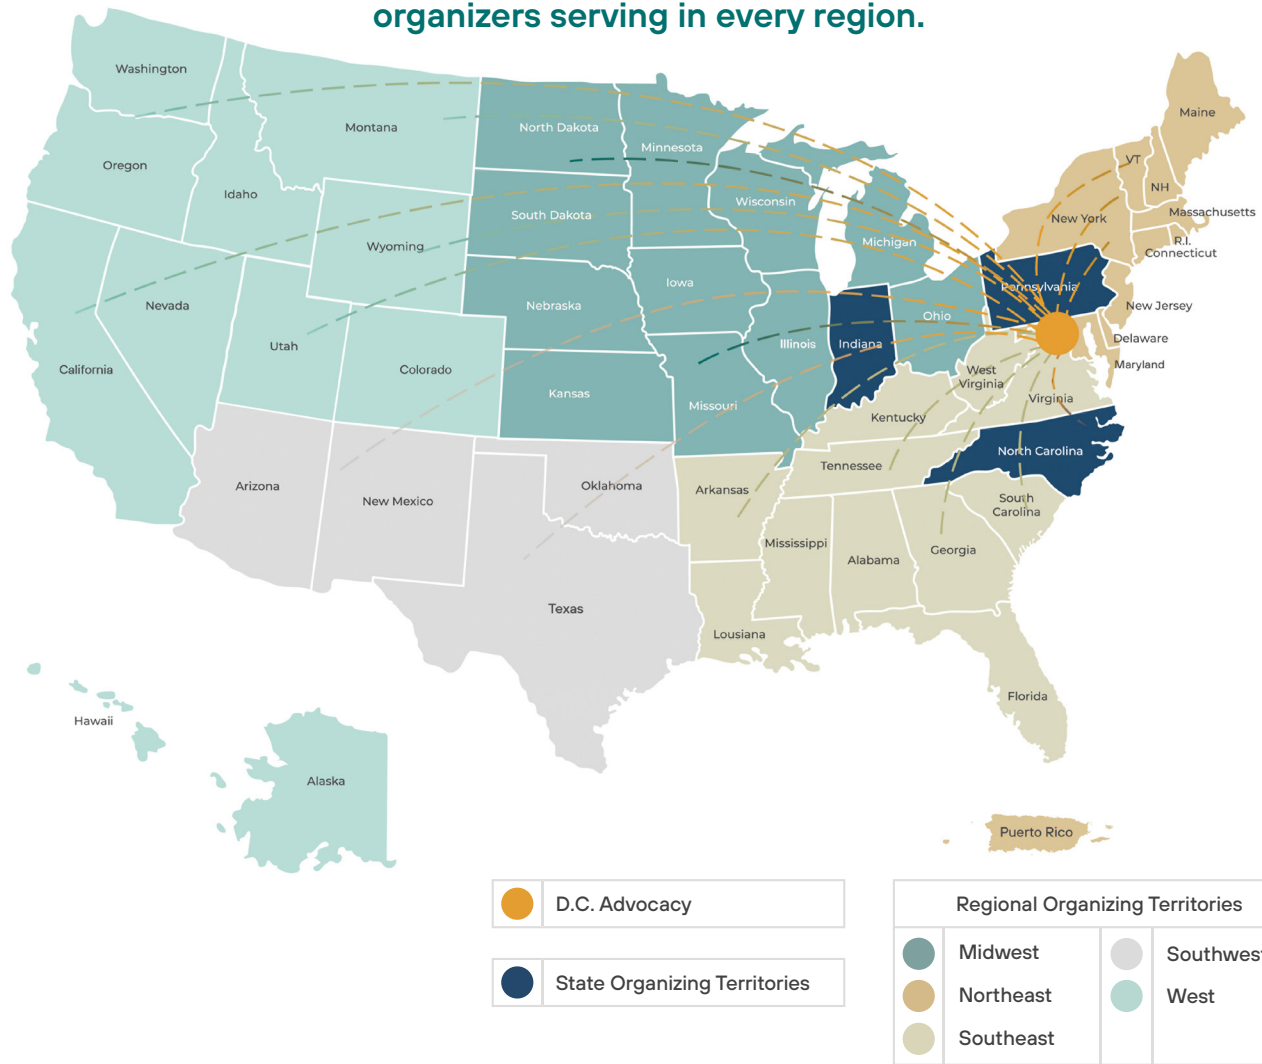 organizers serving in every region.
Washington
Maine
Montana
North Dakota
Minnesota
VT
Oregon
NH
Idaho
Wisconsin
South Dakota
New York
Massachusetts
Wyoming
Michigan
R.I.
Connecticut
Iowa
Pennsylvania
Nevada
Nebraska
New Jersey
Ohio
Utah
Illinois
Indiana
Delaware
California
Colorado
West
Virginia
Maryland
Kansas
Virginia
Missouri
Kentucky
North Carolina
Tennessee
Arizona
Oklahoma
Arkansas
New Mexico
South
Carolina
Mississippi
Georgia
Alabama
Texas
Lousiana
Florida
Hawaii
Alaska
Puerto Rico
D.C. Advocacy
State Organizing Territories
Regional Organizing Territories
Midwest
Southwest
Northeast
West
Southeast